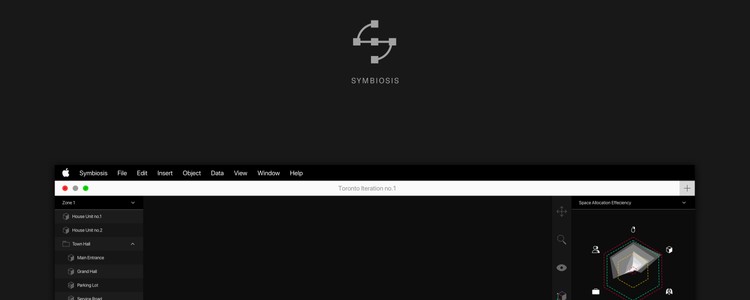 SYMBIOSIS
Symbiosis File Edit Insert Object Data View Window Help
Toronto Iteration no.1
Zone 1
Space Allocation Effeciency
House Unit no.1
House Unit no.2
Town Hall
Main Entrance
Grand Hall
Parking Lot
Service Road